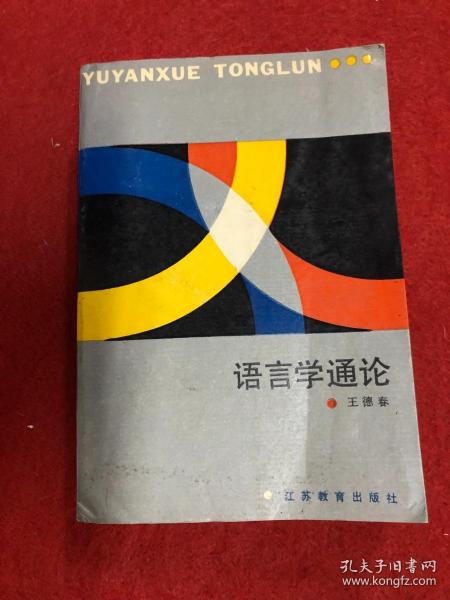 YUYANXUE TONGLUN
语言学通论
王德春
江苏教育出版社
孔夫子旧书网
www.kongfz.com